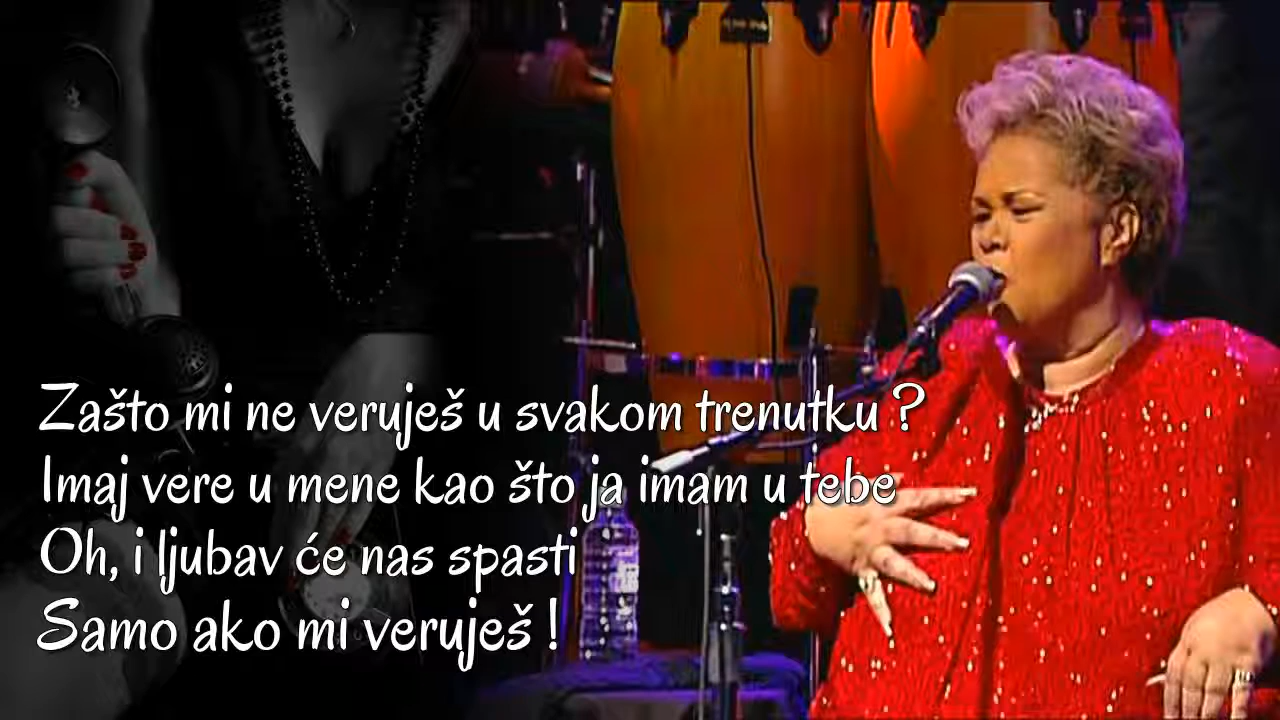 Zašto mi ne veruješ u svakom trenutku ?
Imaj vere u mene kao što ja imam u tebe
Oh, i ljubav će nas spasti
Samo ako mi veruješ !